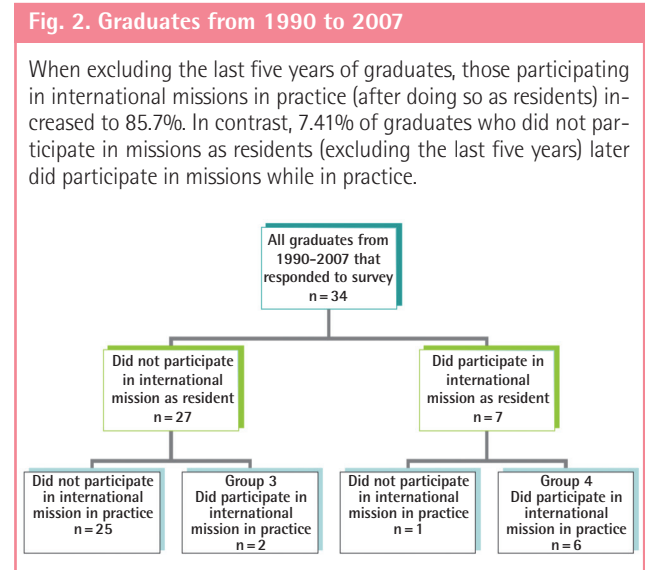 Fig. 2. Graduates from 1990 to 2007
When excluding the last five years of graduates, those participating
in international missions in practice (after doing so as residents) in-
creased to 85.7%. In contrast, 7.41% of graduates who did not par-
ticipate in missions as residents (excluding the last five years) later
did participate in missions while in practice.
All graduates from
1990-2007 that
responded to survey
n=34
Did not participate
in international
mission as resident
n=27
Did participate in
international
mission as resident
n=7
Did not participate
in international
mission in practice
n=25
Group 3
Did participate in
international
mission in practice
n=2
Did not participate
in international
mission in practice
n=1
Group 4
Did participate in
international
mission in practice
n=6